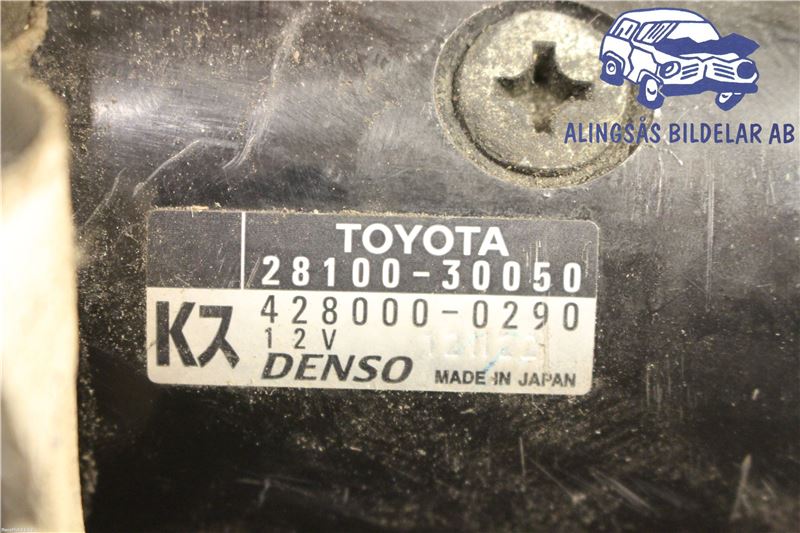 ALINGSÅS BILDELAR AB
TOYOTA
28100-30050
Kス
428000-0290
12V
DENSO
MADE IN JAPAN